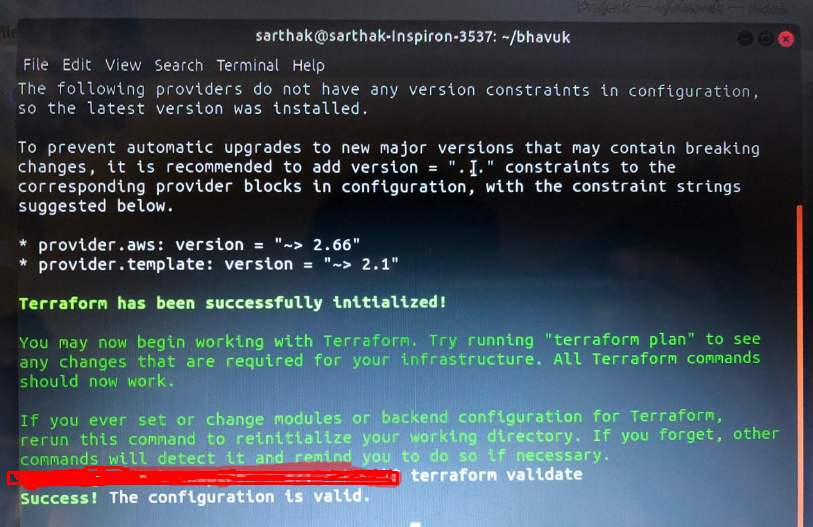 sarthak@sarthak-Inspiron-3537: ~/bhavuk
File Edit View Search Terminal Help
The following providers do not have any version constraints in configuration,
so the latest version was installed.
To prevent automatic upgrades to new major versions that may contain breaking
changes, it is recommended to add version = "..." constraints to the
corresponding provider blocks in configuration, with the constraint strings
suggested below.
* provider.aws: version = "~> 2.66"
* provider.template: version = "~> 2.1"
Terraform has been successfully initialized!
You may now begin working with Terraform. Try running "terraform plan" to see
any changes that are required for your infrastructure. All Terraform commands
should now work.
If you ever set or change modules or backend configuration for Terraform,
rerun this command to reinitialize your working directory. If you forget, other
commands will detect it and remind you to do so if necessary.
terraform validate
Success! The configuration is valid.